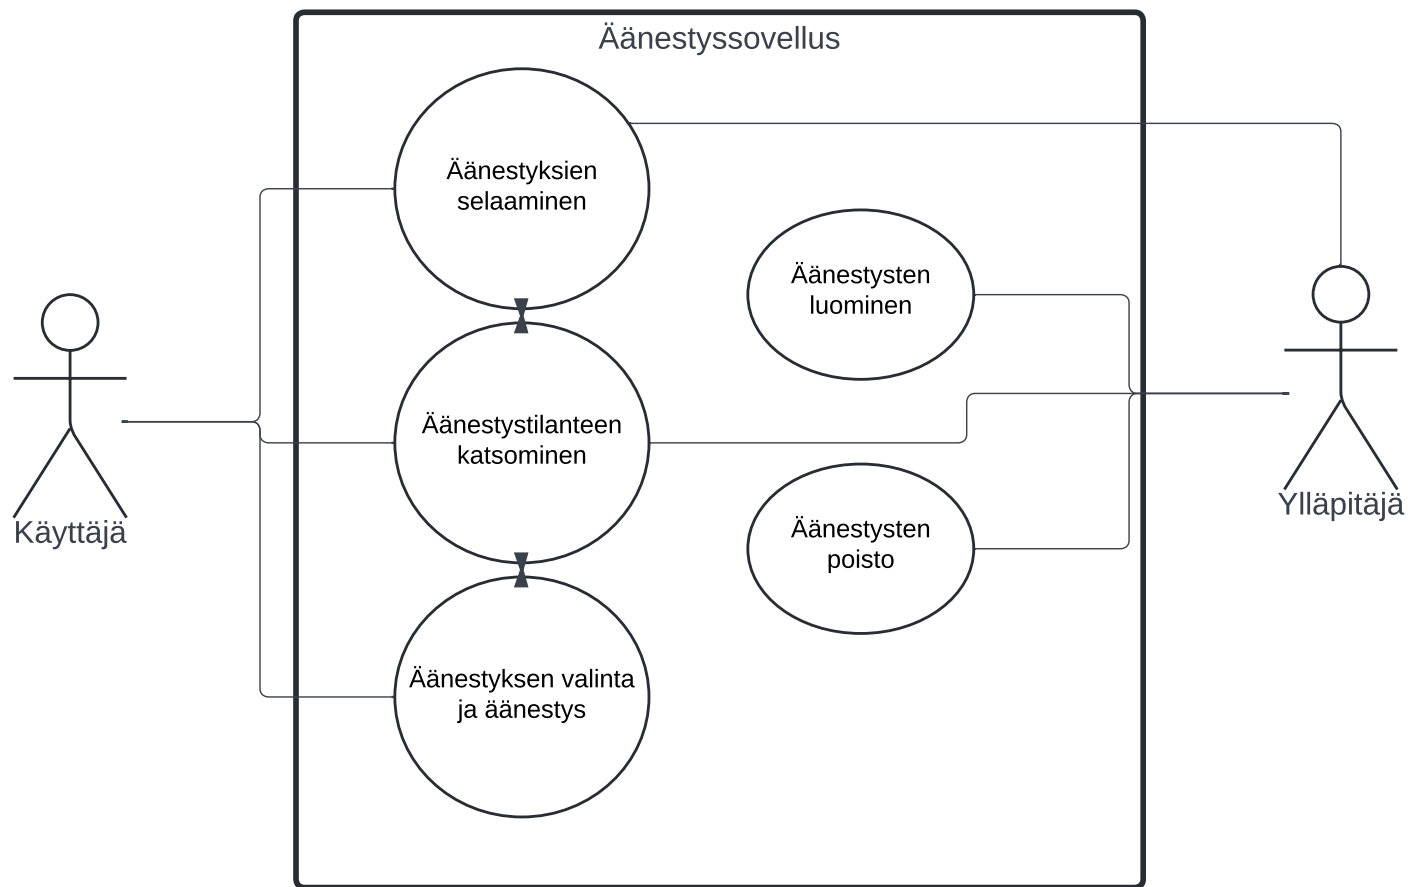 Äänestyssovellus
Äänestyksien
selaaminen
Äänestysten
luominen
Äänestystilanteen
katsominen
Äänestysten
poisto
Äänestyksen valinta
ja äänestys
Käyttäjä
Ylläpitäjä